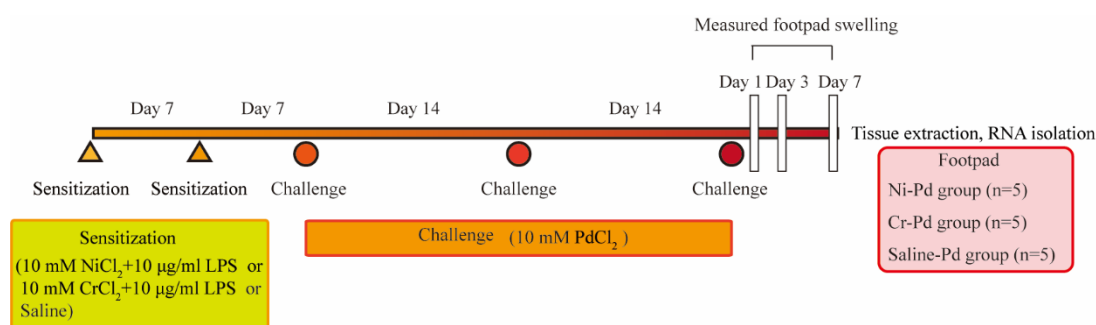 Measured footpad swelling
Day 1 Day 3 Day 7
Day 7 Day 7 Day 14 Day 14
Tissue extraction, RNA isolation
Sensitization Sensitization Challenge Challenge Challenge
Footpad
Ni-Pd group (n=5)
Cr-Pd group (n=5)
Saline-Pd group (n=5)
Sensitization
(10 mM NiCl₂+10 μg/ml LPS or
10 mM CrCl₂+10 μg/ml LPS or
Saline)
Challenge (10 mM PdCl₂ )